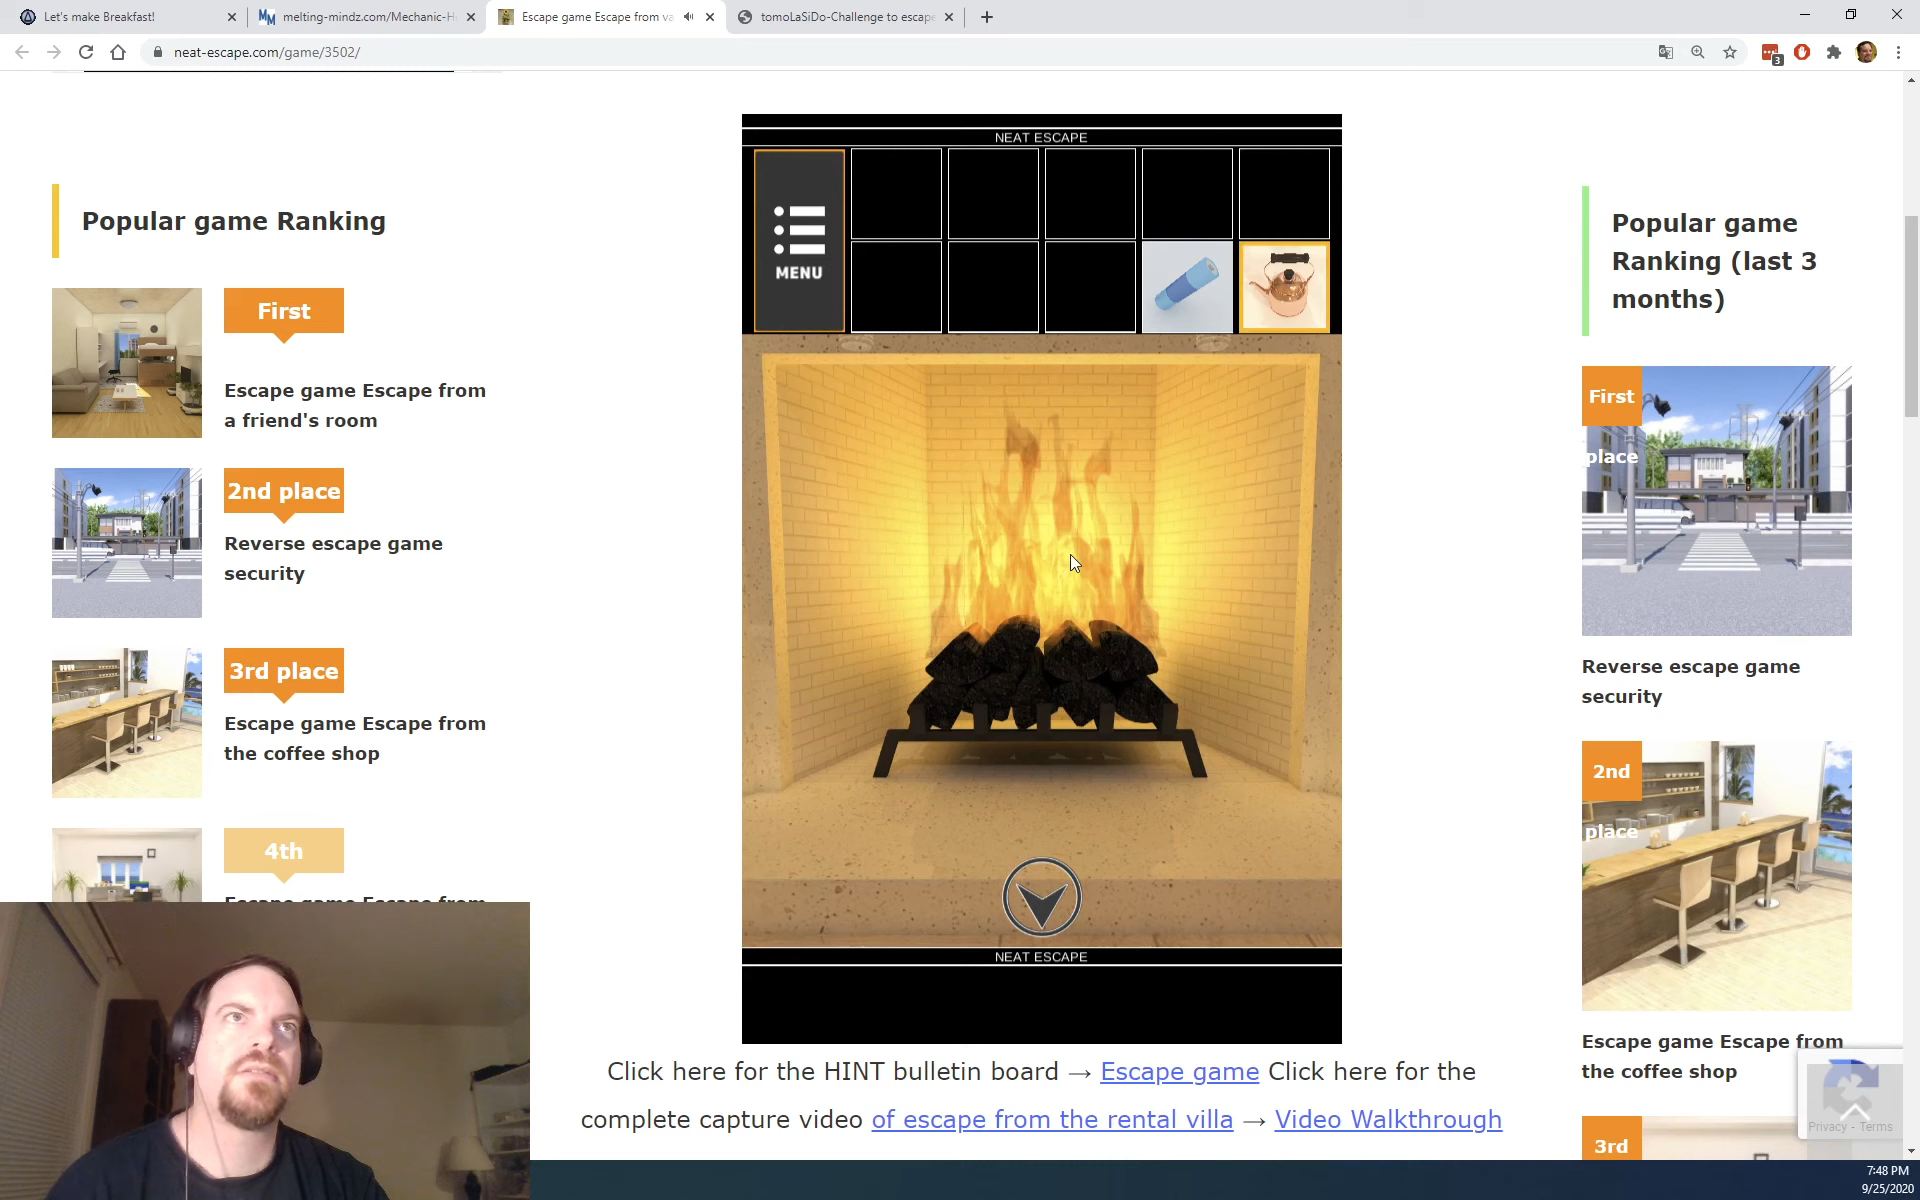 Let's make Breakfast!
melting-mindz.com/Mechanic-H
Escape game Escape from va
tomoLaSiDo-Challenge to escape
neat-escape.com/game/3502/
3
Popular game Ranking
First
Escape game Escape from
a friend's room
2nd place
Reverse escape game
security
3rd place
Escape game Escape from
the coffee shop
4th
Escape game Escape from
NEAT ESCAPE
MENU
NEAT ESCAPE
Click here for the HINT bulletin board → Escape game Click here for the
complete capture video of escape from the rental villa → Video Walkthrough
Popular game
Ranking (last 3
months)
First
place
Reverse escape game
security
2nd
place
Escape game Escape from
the coffee shop
3rd
Privacy - Terms
7:48 PM
9/25/2020